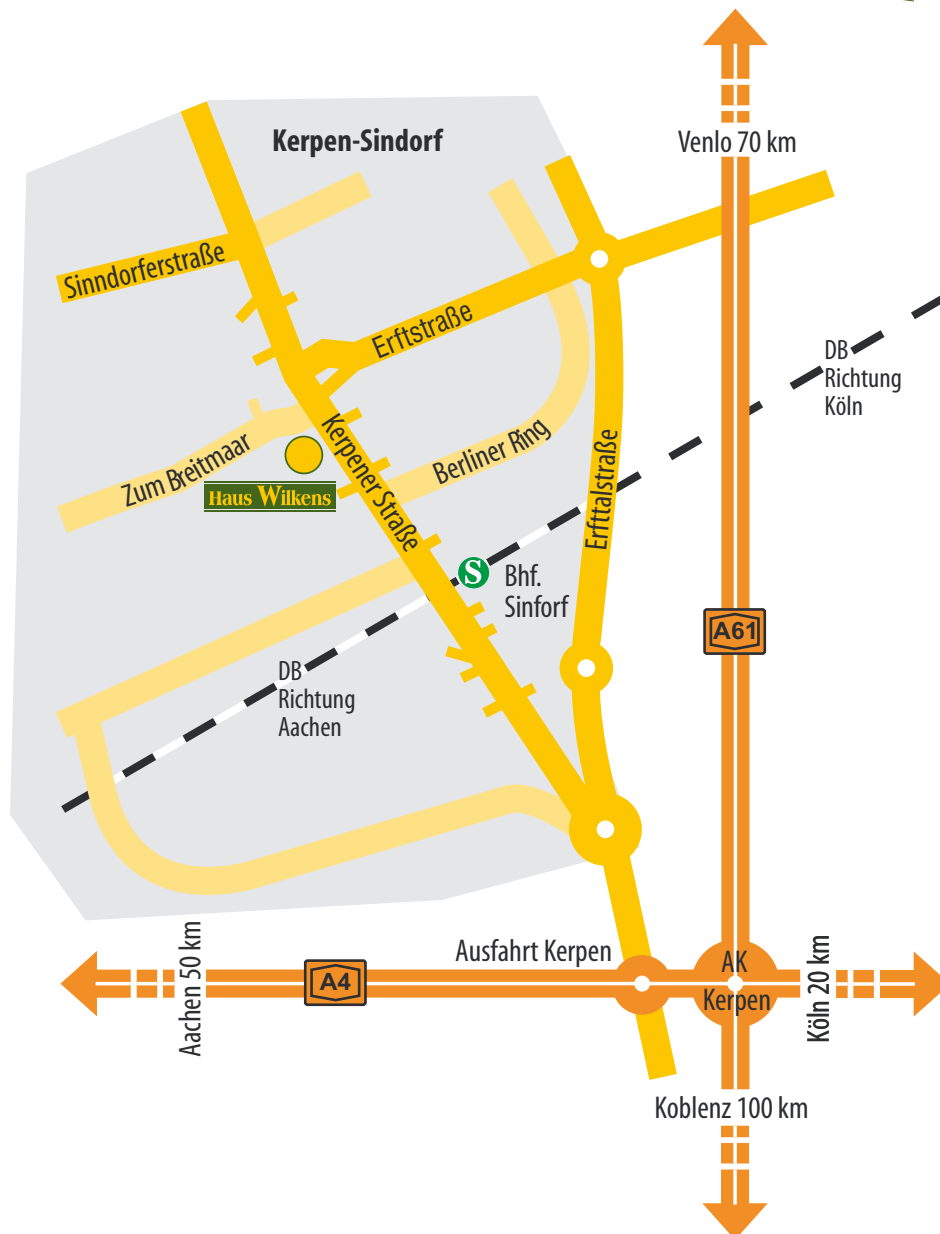 Kerpen-Sindorf
Venlo 70 km
Sinndorferstraße
Erftstraße
DB
Richtung
Köln
Kerpener Straße
Berliner Ring
Zum Breitmaar
Haus Wilkens
Erfttalstraße
S
Bhf.
Sinforf
A61
DB
Richtung
Aachen
Ausfahrt Kerpen
AK
Kerpen
A4
Aachen 50 km
Köln 20 km
Koblenz 100 km